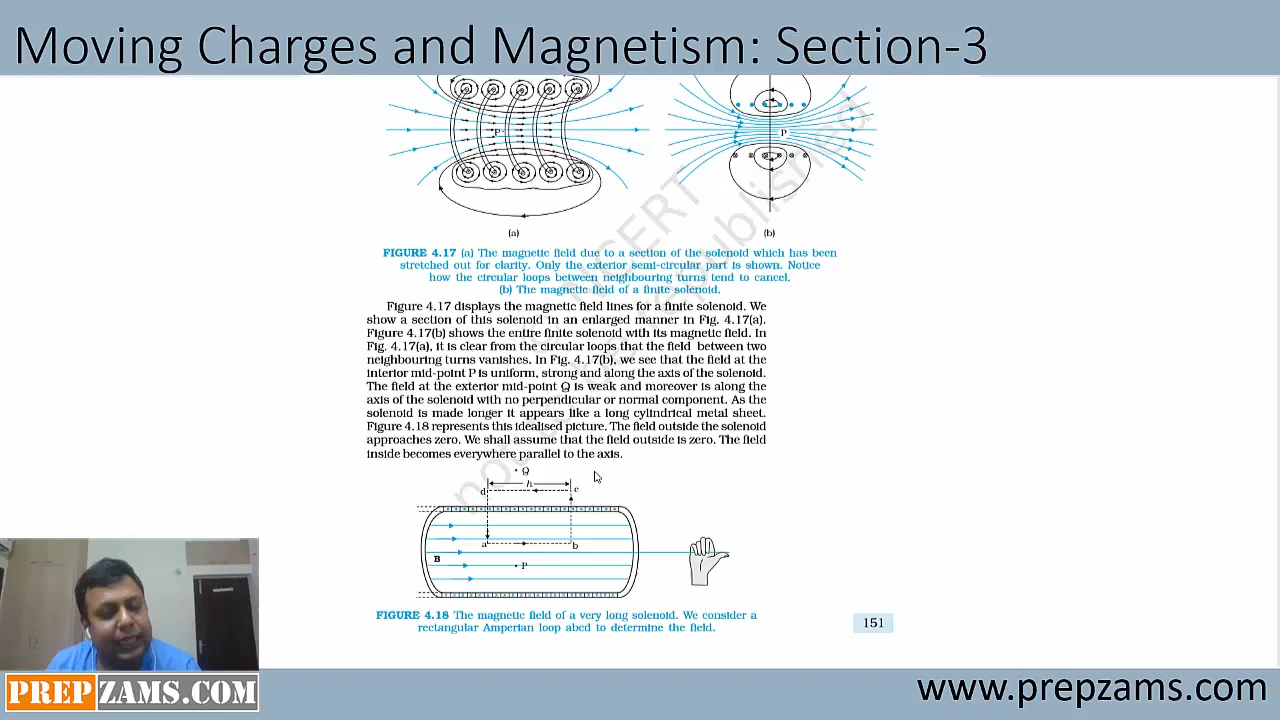 Moving Charges and Magnetism: Section-3
P
P
(a)
(b)
FIGURE 4.17 (a) The magnetic field due to a section of the solenoid which has been
stretched out for clarity. Only the exterior semi-circular part is shown. Notice
how the circular loops between neighbouring turns tend to cancel.
(b) The magnetic field of a finite solenoid.
Figure 4.17 displays the magnetic field lines for a finite solenoid. We
show a section of this solenoid in an enlarged manner in Fig. 4.17(a).
Figure 4.17(b) shows the entire finite solenoid with its magnetic field. In
Fig. 4.17(a), it is clear from the circular loops that the field between two
neighbouring turns vanishes. In Fig. 4.17(b), we see that the field at the
interior mid-point P is uniform, strong and along the axis of the solenoid.
The field at the exterior mid-point Q is weak and moreover is along the
axis of the solenoid with no perpendicular or normal component. As the
solenoid is made longer it appears like a long cylindrical metal sheet.
Figure 4.18 represents this idealised picture. The field outside the solenoid
approaches zero. We shall assume that the field outside is zero. The field
inside becomes everywhere parallel to the axis.
Q
h
d
c
a
b
B
P
FIGURE 4.18 The magnetic field of a very long solenoid. We consider a
rectangular Amperian loop abcd to determine the field.
151
PREPZAMS.COM
www.prepzams.com